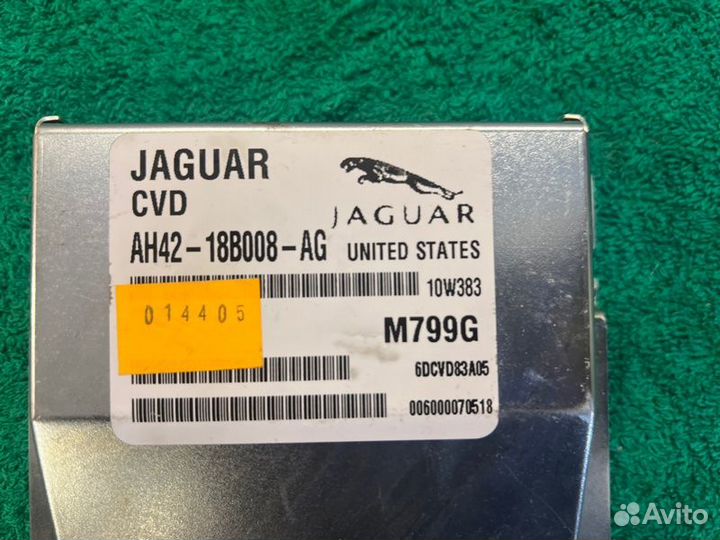 JAGUAR
CVD
JAGUAR
AH42-18B008-AG UNITED STATES
10W383
014405
M799G
6DCVD83A05
006000070518
Avito